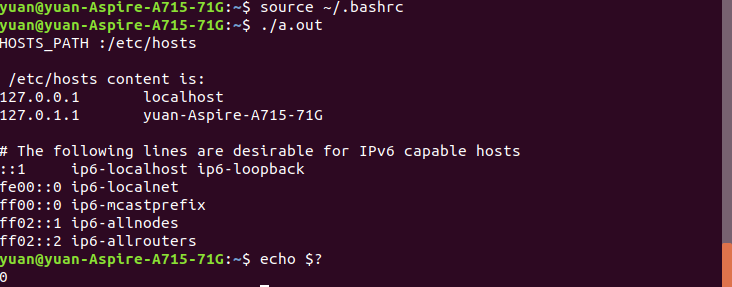 yuan@yuan-Aspire-A715-71G:~$ source ~/.bashrc
yuan@yuan-Aspire-A715-71G:~$ ./a.out
HOSTS_PATH :/etc/hosts
/etc/hosts content is:
127.0.0.1       localhost
127.0.1.1       yuan-Aspire-A715-71G
# The following lines are desirable for IPv6 capable hosts
::1     ip6-localhost ip6-loopback
fe00::0 ip6-localnet
ff00::0 ip6-mcastprefix
ff02::1 ip6-allnodes
ff02::2 ip6-allrouters
yuan@yuan-Aspire-A715-71G:~$ echo $?
0